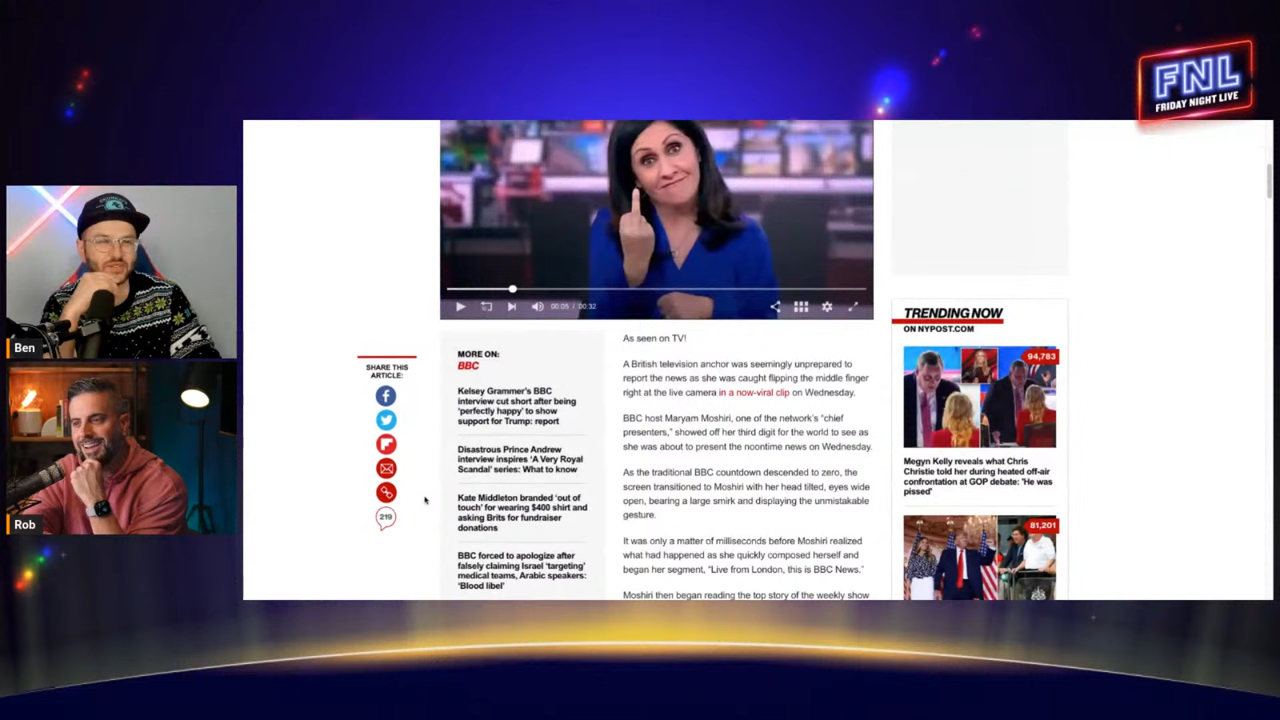 FNL
FRIDAY NIGHT LIVE
Ben
Rob
00:05 / 00:32
SHARE THIS
ARTICLE:
219
MORE ON:
BBC
Kelsey Grammer's BBC
interview cut short after being
'perfectly happy' to show
support for Trump: report
Disastrous Prince Andrew
interview inspires 'A Very Royal
Scandal' series: What to know
Kate Middleton branded 'out of
touch' for wearing $400 shirt and
asking Brits for fundraiser
donations
BBC forced to apologize after
falsely claiming Israel 'targeting'
medical teams, Arabic speakers:
'Blood libel'
As seen on TV!
A British television anchor was seemingly unprepared to
report the news as she was caught flipping the middle finger
right at the live camera in a now-viral clip on Wednesday.
BBC host Maryam Moshiri, one of the network's "chief
presenters," showed off her third digit for the world to see as
she was about to present the noontime news on Wednesday.
As the traditional BBC countdown descended to zero, the
screen transitioned to Moshiri with her head tilted, eyes wide
open, bearing a large smirk and displaying the unmistakable
gesture.
It was only a matter of milliseconds before Moshiri realized
what had happened as she quickly composed herself and
began her segment, "Live from London, this is BBC News."
Moshiri then began reading the top story of the weekly show
TRENDING NOW
ON NYPOST.COM
94,783
Megyn Kelly reveals what Chris
Christie told her during heated off-air
confrontation at GOP debate: 'He was
pissed'
81,201